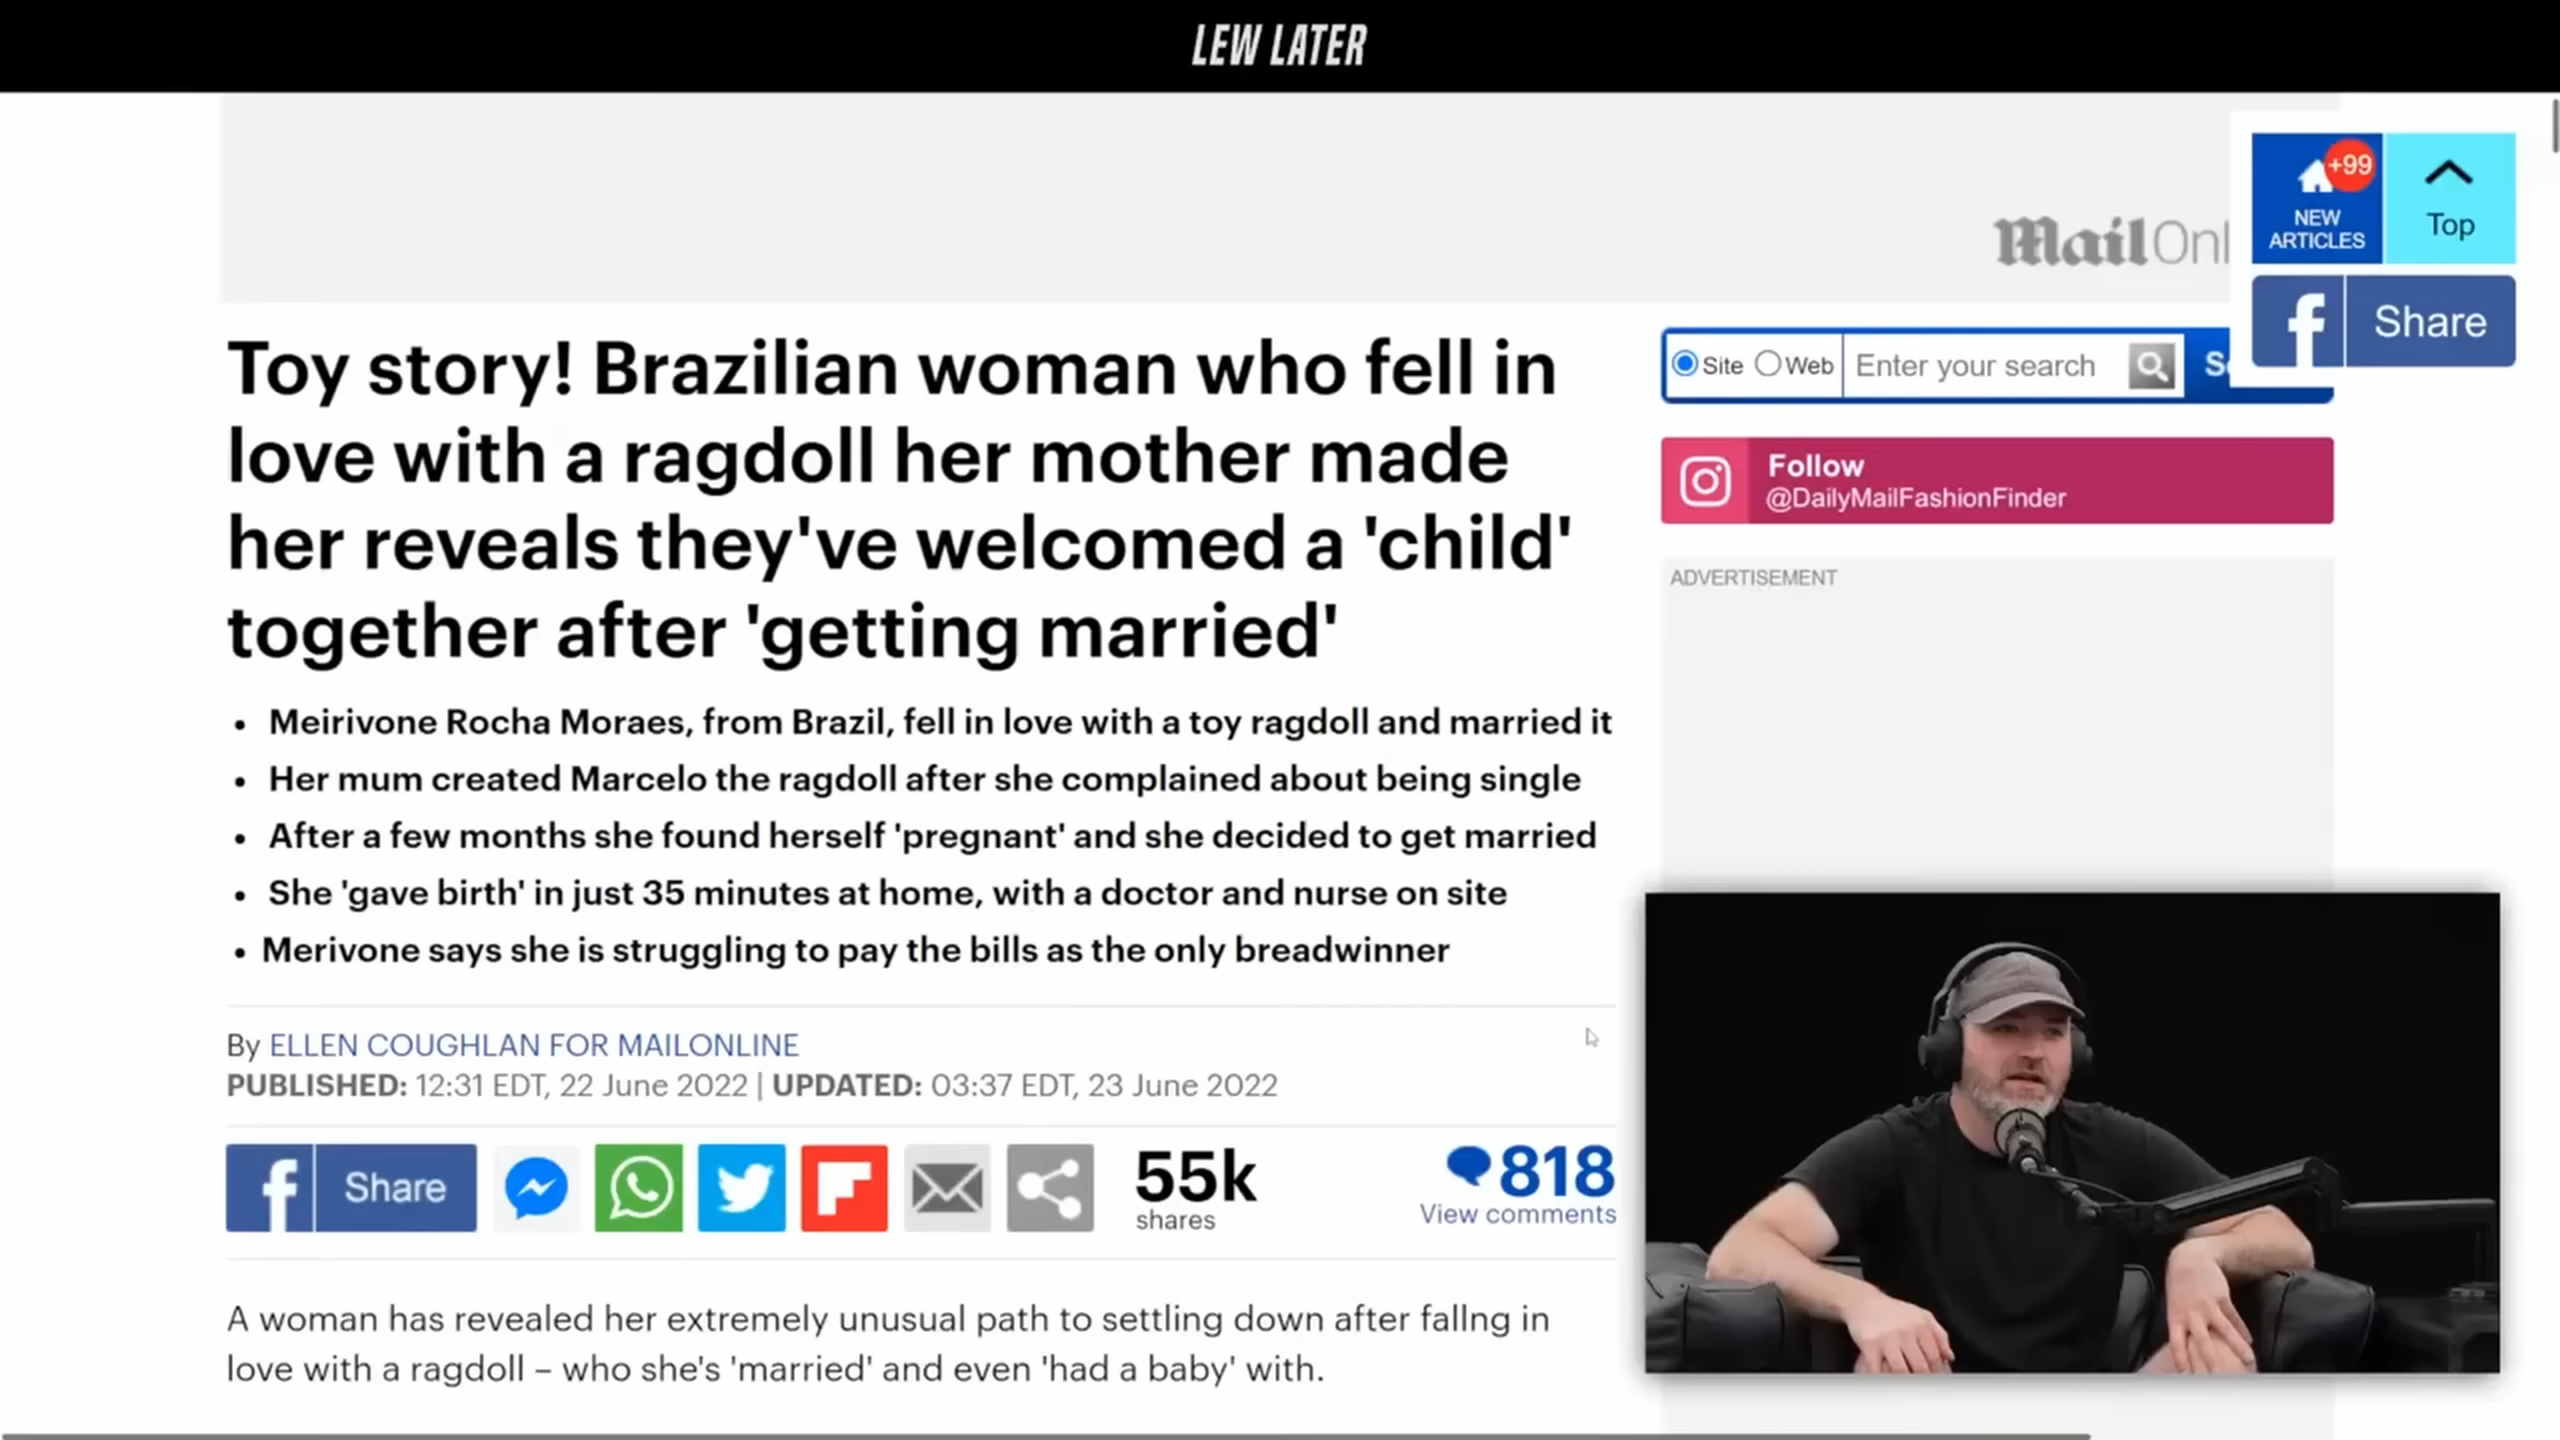 LEW LATER
MailOnl
+99
NEW
ARTICLES
Top
f Share
Toy story! Brazilian woman who fell in
love with a ragdoll her mother made
her reveals they've welcomed a 'child'
together after 'getting married'
Site Web Enter your search
Follow
@DailyMailFashionFinder
ADVERTISEMENT
• Meirivone Rocha Moraes, from Brazil, fell in love with a toy ragdoll and married it
• Her mum created Marcelo the ragdoll after she complained about being single
• After a few months she found herself 'pregnant' and she decided to get married
• She 'gave birth' in just 35 minutes at home, with a doctor and nurse on site
• Merivone says she is struggling to pay the bills as the only breadwinner
By ELLEN COUGHLAN FOR MAILONLINE
PUBLISHED: 12:31 EDT, 22 June 2022 | UPDATED: 03:37 EDT, 23 June 2022
f Share
55k
shares
818
View comments
A woman has revealed her extremely unusual path to settling down after fallng in
love with a ragdoll – who she's 'married' and even 'had a baby' with.